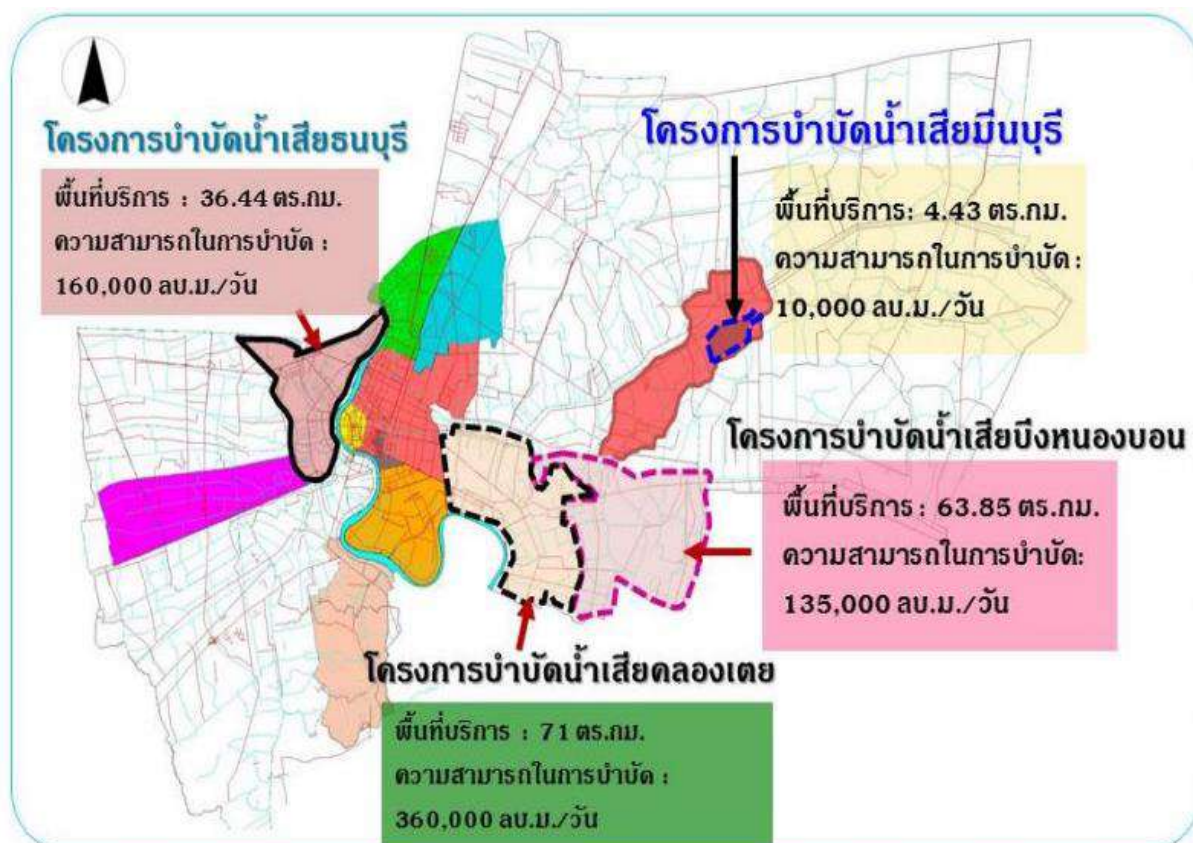 โครงการบำบัดน้ำเสียธนบุรี
พื้นที่บริการ : 36.44 ตร.กม.
ความสามารถในการบำบัด :
160,000 ลบ.ม./วัน
โครงการบำบัดน้ำเสียมีนบุรี
พื้นที่บริการ: 4.43 ตร.กม.
ความสามารถในการบำบัด :
10,000 ลบ.ม./วัน
โครงการบำบัดน้ำเสียบึงหนองบอน
พื้นที่บริการ : 63.85 ตร.กม.
ความสามารถในการบำบัด:
135,000 ลบ.ม./วัน
โครงการบำบัดน้ำเสียคลองเตย
พื้นที่บริการ : 71 ตร.กม.
ความสามารถในการบำบัด :
360,000 ลบ.ม./วัน